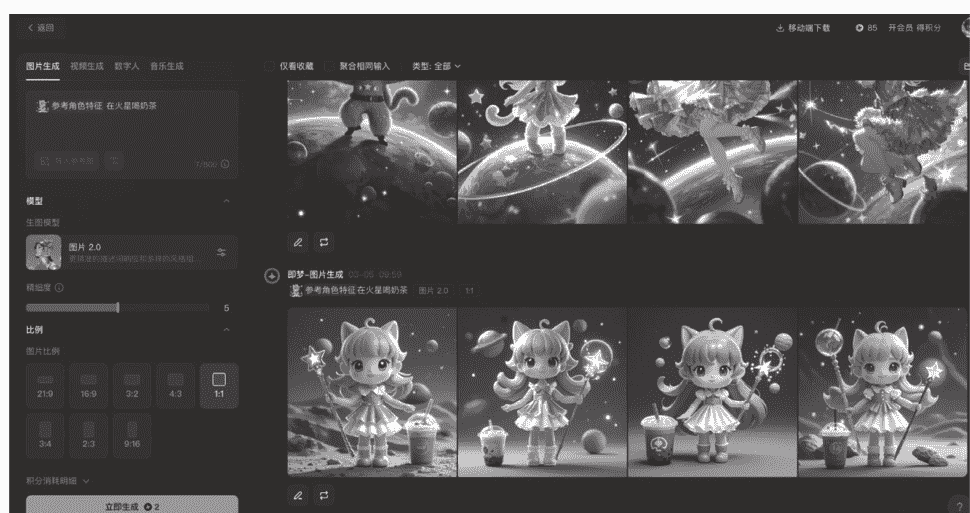 返回
移动端下载
85
开会员 得积分
图片生成 视频生成 数字人 音乐生成
仅看收藏 聚合相同输入 类型: 全部
参考角色特征 在火星喝奶茶
7/800
模型
生图模型
图片 2.0
精细度
5
即梦-图片生成 03-05 09:59
参考角色特征 在火星喝奶茶 图片 2.0 1:1
比例
图片比例
21:9 16:9 3:2 4:3 1:1
3:4 2:3 9:16
积分消耗明细
立即生成 2
?